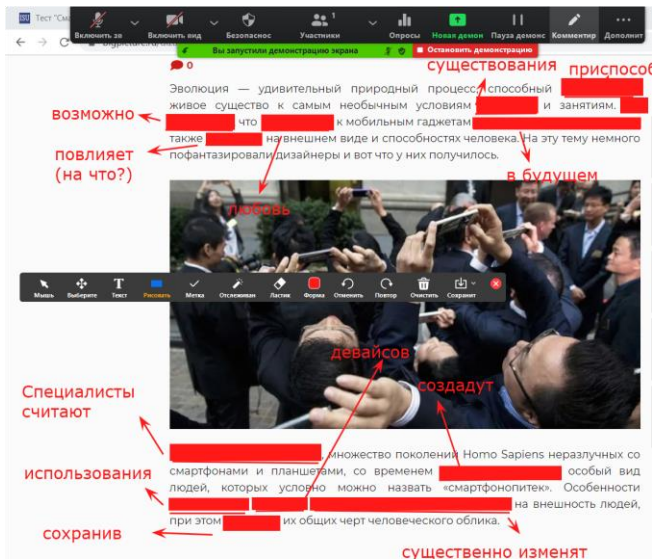 Тест "См
Включить зв
Включить вид
Безопаснос
Участники
1
Опросы
Новая демон
Пауза демонс
Комментир
Дополнит
Вы запустили демонстрацию экрана
Остановить демонстрацию
0
существования
приспособ
Эволюция — удивительный природный процесс, способный
живое существо к самым необычным условиям и занятиям.
возможно
что к мобильным гаджетам
также на внешнем виде и способностях человека. На эту тему немного
повлияет
(на что?)
пофантазировали дизайнеры и вот что у них получилось.
в будущем
любовь
Мышь
Выберите
Текст
Рисовать
Метка
Отслеживан
Ластик
Форма
Отменить
Повтор
Очистить
Сохранит
девайсов
создадут
Специалисты
считают
, множество поколений Homo Sapiens неразлучных со
использования
смартфонами и планшетами, со временем особый вид
людей, которых условно можно назвать «смартфонопитек». Особенности
на внешность людей,
при этом их общих черт человеческого облика.
сохранив
существенно изменят